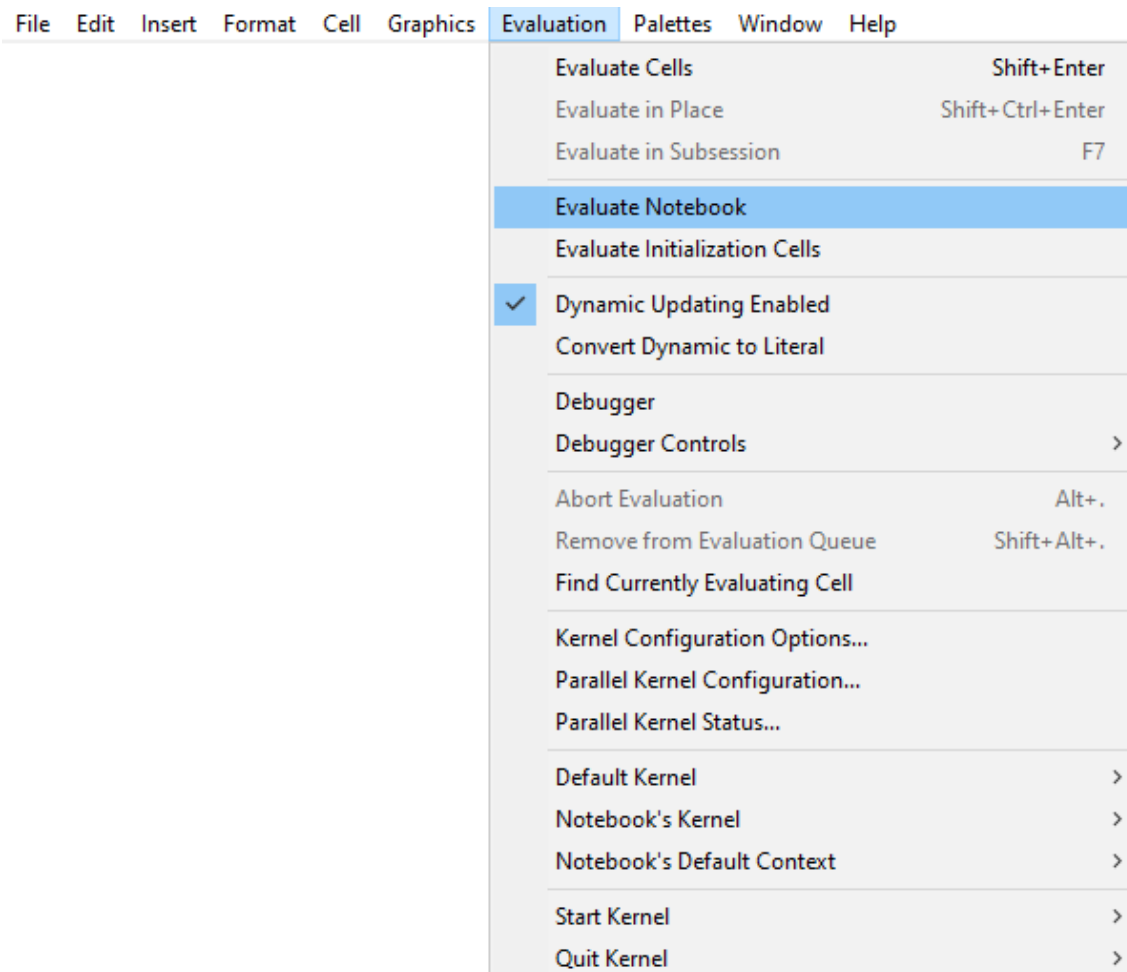 File Edit Insert Format Cell Graphics Evaluation Palettes Window Help
Evaluate Cells Shift+Enter
Evaluate in Place Shift+Ctrl+Enter
Evaluate in Subsession F7
Evaluate Notebook
Evaluate Initialization Cells
Dynamic Updating Enabled
Convert Dynamic to Literal
Debugger
Debugger Controls
Abort Evaluation Alt+.
Remove from Evaluation Queue Shift+Alt+.
Find Currently Evaluating Cell
Kernel Configuration Options...
Parallel Kernel Configuration...
Parallel Kernel Status...
Default Kernel
Notebook's Kernel
Notebook's Default Context
Start Kernel
Quit Kernel